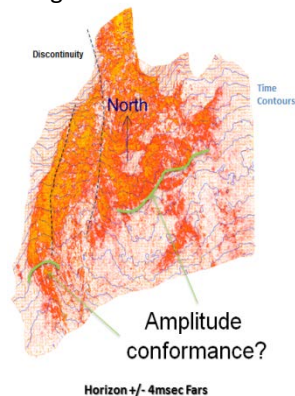 Discontinuity
Time
Contours
North
Amplitude
conformance?
Horizon +/- 4msec Fars